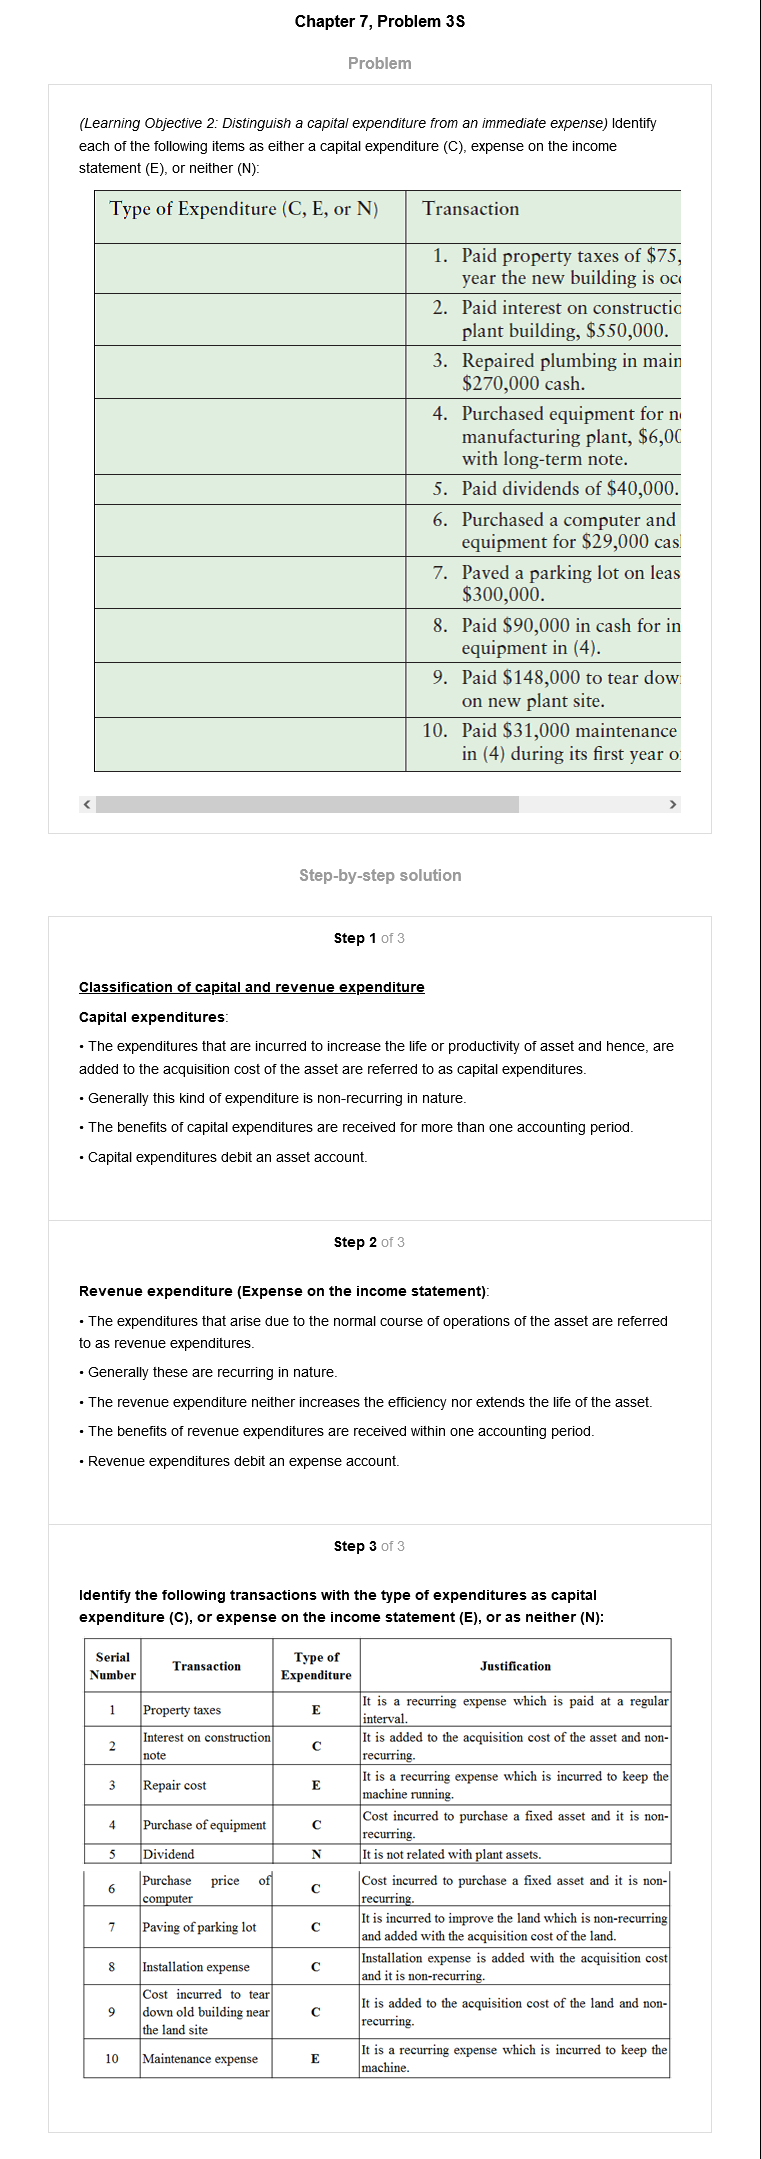 Chapter 7, Problem 3S
Problem
(Learning Objective 2: Distinguish a capital expenditure from an immediate expense) Identify
each of the following items as either a capital expenditure (C), expense on the income
statement (E), or neither (N):
Type of Expenditure (C, E, or N) Transaction
1. Paid property taxes of $75,
year the new building is
2. Paid interest on
plant building, $550,000.
3. Repaired plumbing in
$270,000 cash.
4. Purchased equipment for
manufacturing plant,
with long-term note.
5. Paid dividends of $40,000.
6. Purchased a computer and
equipment for $29,000
7. Paved a parking lot on
$300,000.
8. Paid $90,000 in cash for
equipment in (4).
9. Paid $148,000 to tear
on new plant site.
10. Paid $31,000 maintenance
in (4) during its first year
Step-by-step solution
Step 1 of 3
Classification of capital and revenue expenditure
Capital expenditures:
• The expenditures that are incurred to increase the life or productivity of asset and hence, are
added to the acquisition cost of the asset are referred to as capital expenditures.
• Generally this kind of expenditure is non-recurring in nature.
• The benefits of capital expenditures are received for more than one accounting period.
• Capital expenditures debit an asset account.
Step 2 of 3
Revenue expenditure (Expense on the income statement):
• The expenditures that arise due to the normal course of operations of the asset are referred
to as revenue expenditures.
• Generally these are recurring in nature.
• The revenue expenditure neither increases the efficiency nor extends the life of the asset.
• The benefits of revenue expenditures are received within one accounting period.
• Revenue expenditures debit an expense account.
Step 3 of 3
Identify the following transactions with the type of expenditures as capital
expenditure (C), or expense on the income statement (E), or as neither (N):
Serial
Number
Transaction
Type of
Expenditure
Justification
1 Property taxes E It is a recurring expense which is paid at a regular
interval.
2 Interest on construction
note
C It is added to the acquisition cost of the asset and non-
recurring.
3 Repair cost E It is a recurring expense which is incurred to keep the
machine running.
4 Purchase of equipment C Cost incurred to purchase a fixed asset and it is non-
recurring.
5 Dividend N It is not related with plant assets.
6 Purchase price of
computer
C Cost incurred to purchase a fixed asset and it is non-
recurring.
7 Paving of parking lot C It is incurred to improve the land which is non-recurring
and added with the acquisition cost of the land.
8 Installation expense C Installation expense is added with the acquisition cost
and it is non-recurring.
9 Cost incurred to tear
down old building near
the land site
C It is added to the acquisition cost of the land and non-
recurring.
10 Maintenance expense E It is a recurring expense which is incurred to keep the
machine.